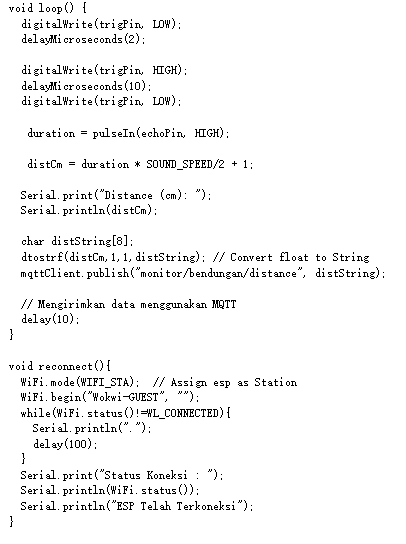 void loop() {
  digitalWrite(trigPin, LOW);
  delayMicroseconds(2);

  digitalWrite(trigPin, HIGH);
  delayMicroseconds(10);
  digitalWrite(trigPin, LOW);

   duration = pulseIn(echoPin, HIGH);

   distCm = duration * SOUND_SPEED/2 + 1;

  Serial.print("Distance (cm): ");
  Serial.println(distCm);

  char distString[8];
  dtostrf(distCm,1,1,distString); // Convert float to String
  mqttClient.publish("monitor/bendungan/distance", distString);

  // Mengirimkan data menggunakan MQTT
  delay(10);
}

void reconnect(){
  WiFi.mode(WIFI_STA);  // Assign esp as Station
  WiFi.begin("Wokwi-GUEST", "");
  while(WiFi.status()!=WL_CONNECTED){
    Serial.println(".");
    delay(100);
  }
  Serial.print("Status Koneksi : ");
  Serial.println(WiFi.status());
  Serial.println("ESP Telah Terkoneksi");
}